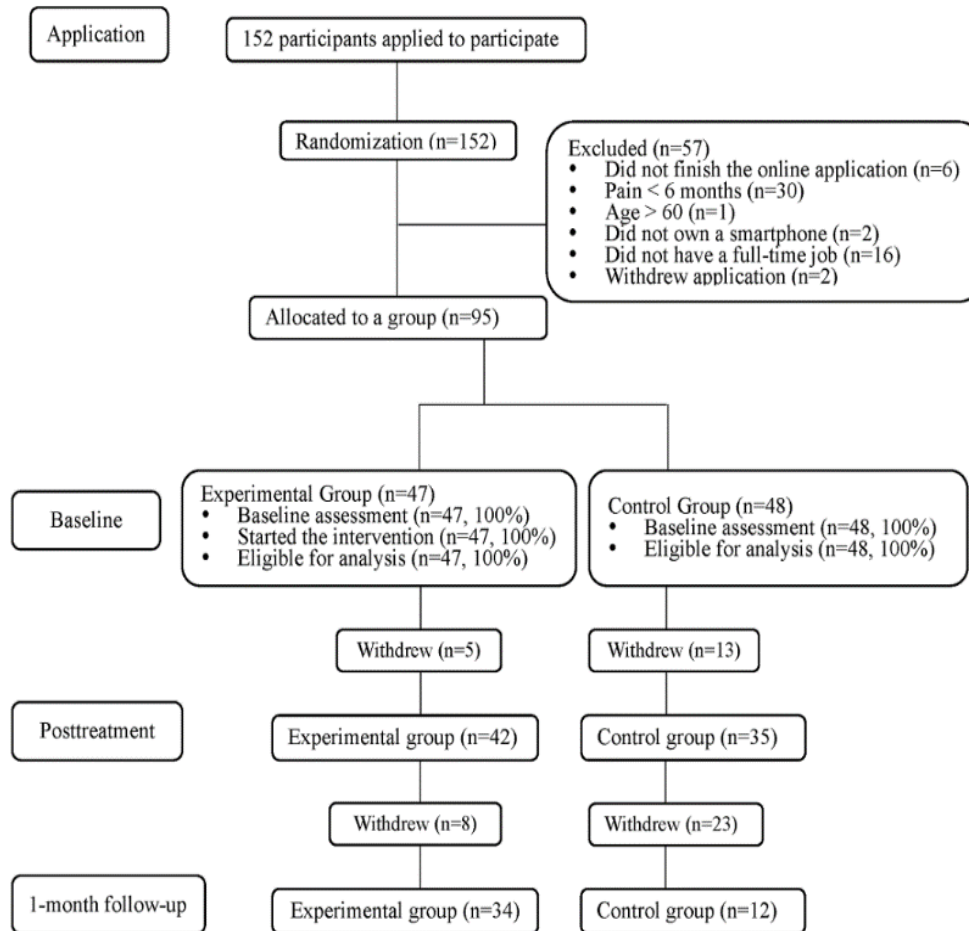 Application
152 participants applied to participate
Randomization (n=152)
Excluded (n=57)
• Did not finish the online application (n=6)
• Pain < 6 months (n=30)
• Age > 60 (n=1)
• Did not own a smartphone (n=2)
• Did not have a full-time job (n=16)
• Withdrew application (n=2)
Allocated to a group (n=95)
Baseline
Experimental Group (n=47)
• Baseline assessment (n=47, 100%)
• Started the intervention (n=47, 100%)
• Eligible for analysis (n=47, 100%)
Control Group (n=48)
• Baseline assessment (n=48, 100%)
• Eligible for analysis (n=48, 100%)
Withdrew (n=5)
Withdrew (n=13)
Posttreatment
Experimental group (n=42)
Control group (n=35)
Withdrew (n=8)
Withdrew (n=23)
1-month follow-up
Experimental group (n=34)
Control group (n=12)